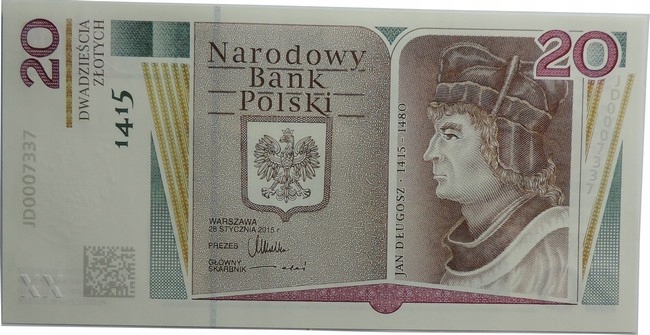 20
DWADZIEŚCIA
ZŁOTYCH
1415
JD0007337
Narodowy
Bank
Polski
WARSZAWA
28 STYCZNIA 2015 r.
PREZES
GŁÓWNY
SKARBNIK
JAN DŁUGOSZ · 1415 - 1480
20
JD0007337